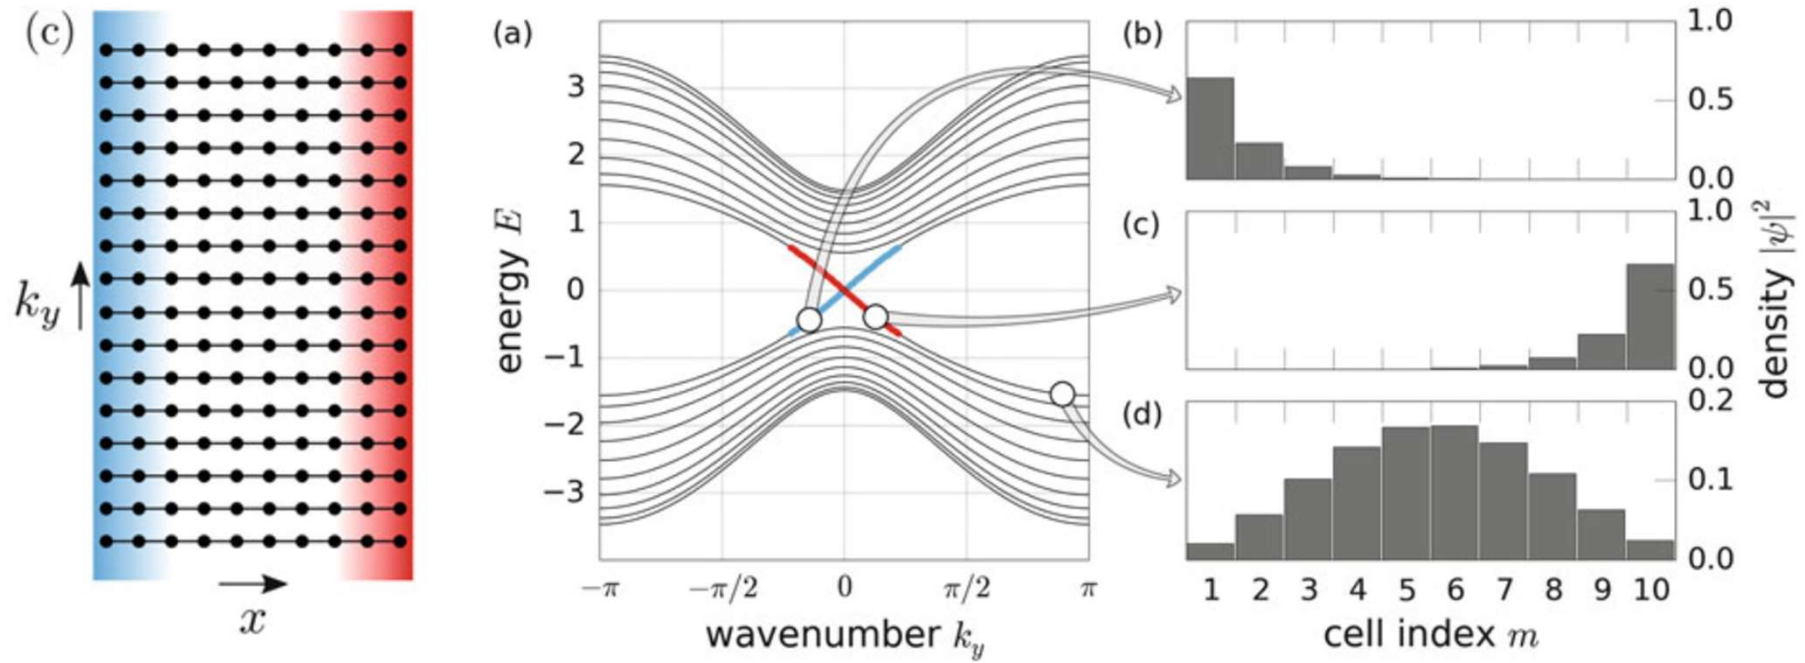 (c)
k_y
x
(a)
energy E
3
2
1
0
−1
−2
−3
−π
−π/2
0
π/2
π
wavenumber k_y
(b)
1.0
0.5
0.0
(c)
1.0
0.5
0.0
(d)
0.2
0.1
0.0
density |ψ|²
1 2 3 4 5 6 7 8 9 10
cell index m